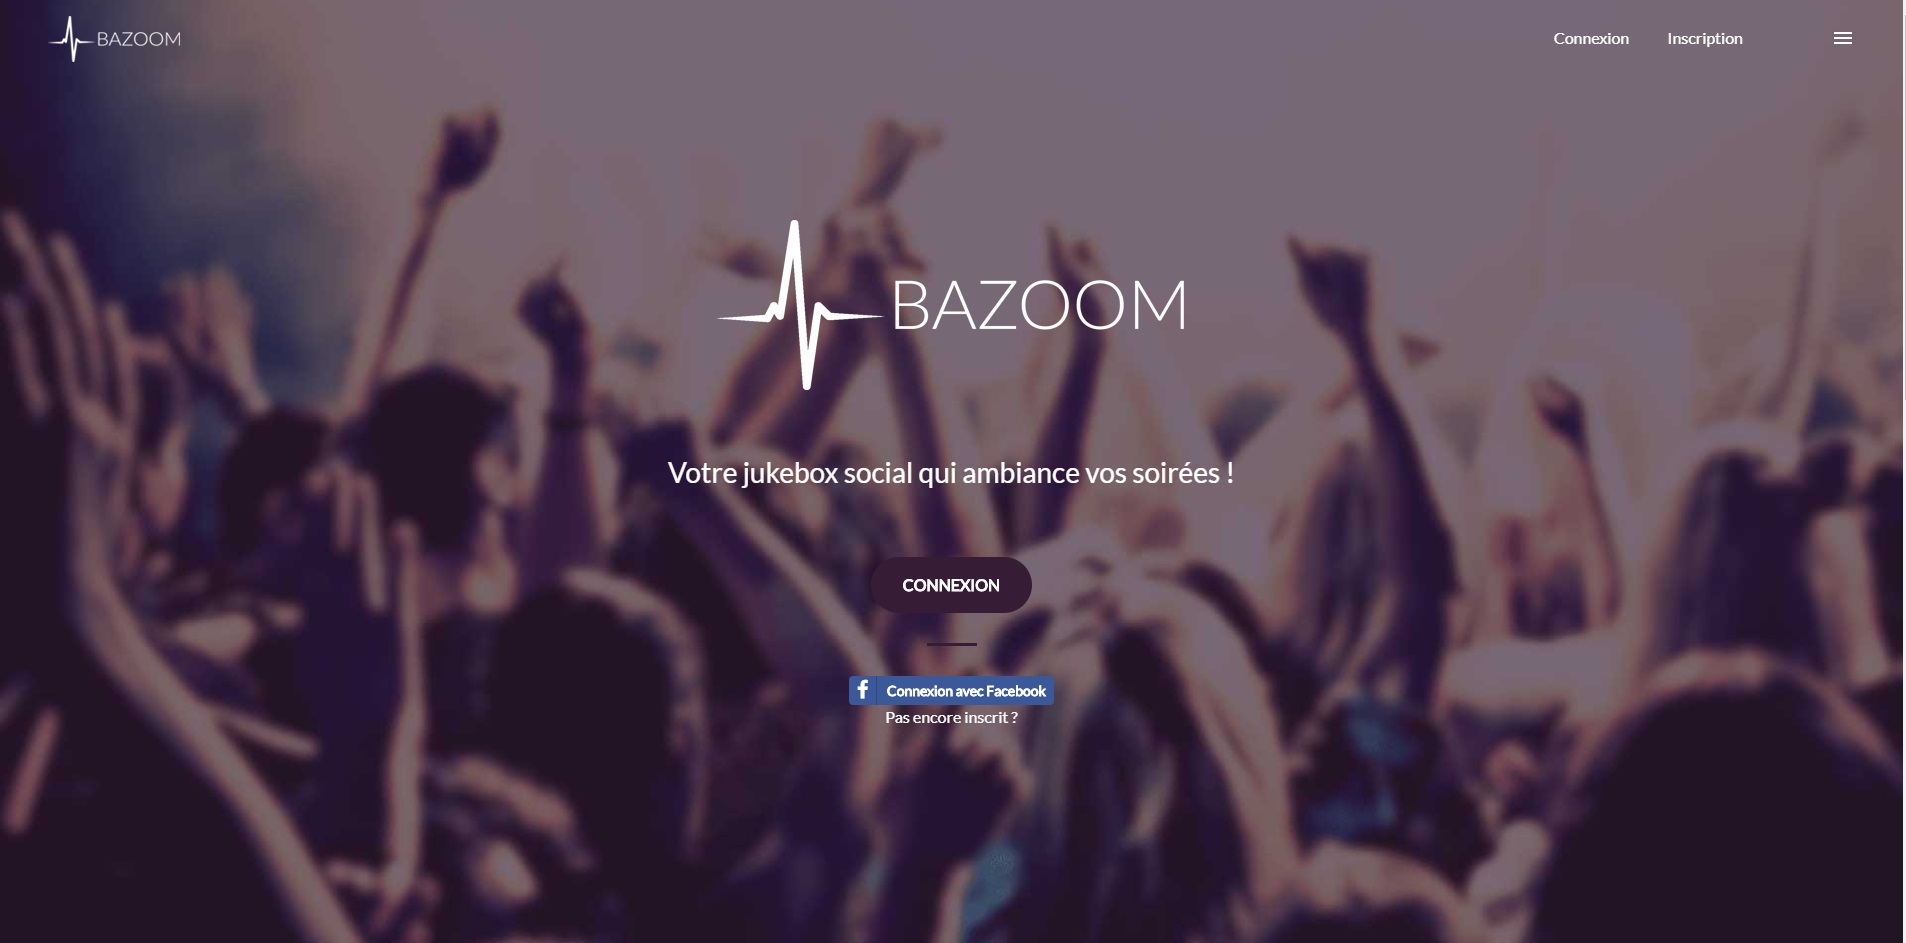 BAZOOM
Connexion
Inscription
BAZOOM
Votre jukebox social qui ambiance vos soirées !
CONNEXION
f Connexion avec Facebook
Pas encore inscrit ?